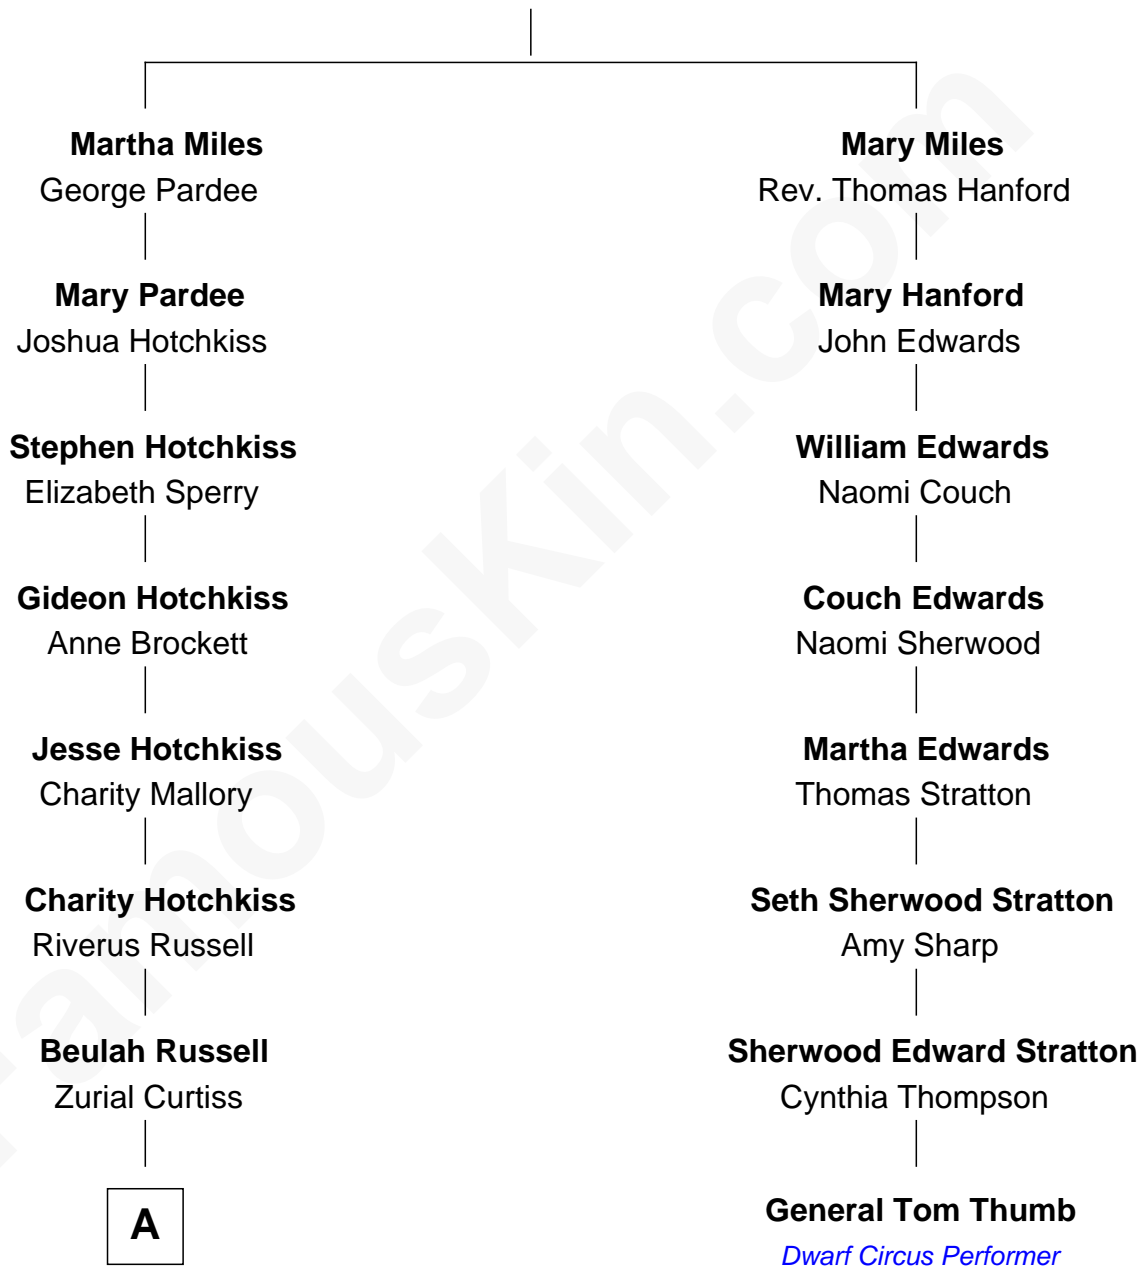 Martha Miles
George Pardee
Mary Pardee
Joshua Hotchkiss
Stephen Hotchkiss
Elizabeth Sperry
Gideon Hotchkiss
Anne Brockett
Jesse Hotchkiss
Charity Mallory
Charity Hotchkiss
Riverus Russell
Beulah Russell
Zurial Curtiss
A
Mary Miles
Rev. Thomas Hanford
Mary Hanford
John Edwards
William Edwards
Naomi Couch
Couch Edwards
Naomi Sherwood
Martha Edwards
Thomas Stratton
Seth Sherwood Stratton
Amy Sharp
Sherwood Edward Stratton
Cynthia Thompson
General Tom Thumb
Dwarf Circus Performer
FamousKin.com